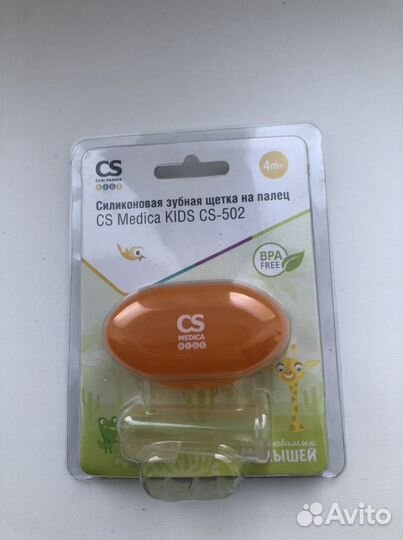 CS
CS MEDICA
KIDS
4m+
Силиконовая зубная щетка на палец
CS Medica KIDS CS-502
BPA
FREE
CS
MEDICA
KIDS
любимых
Avito